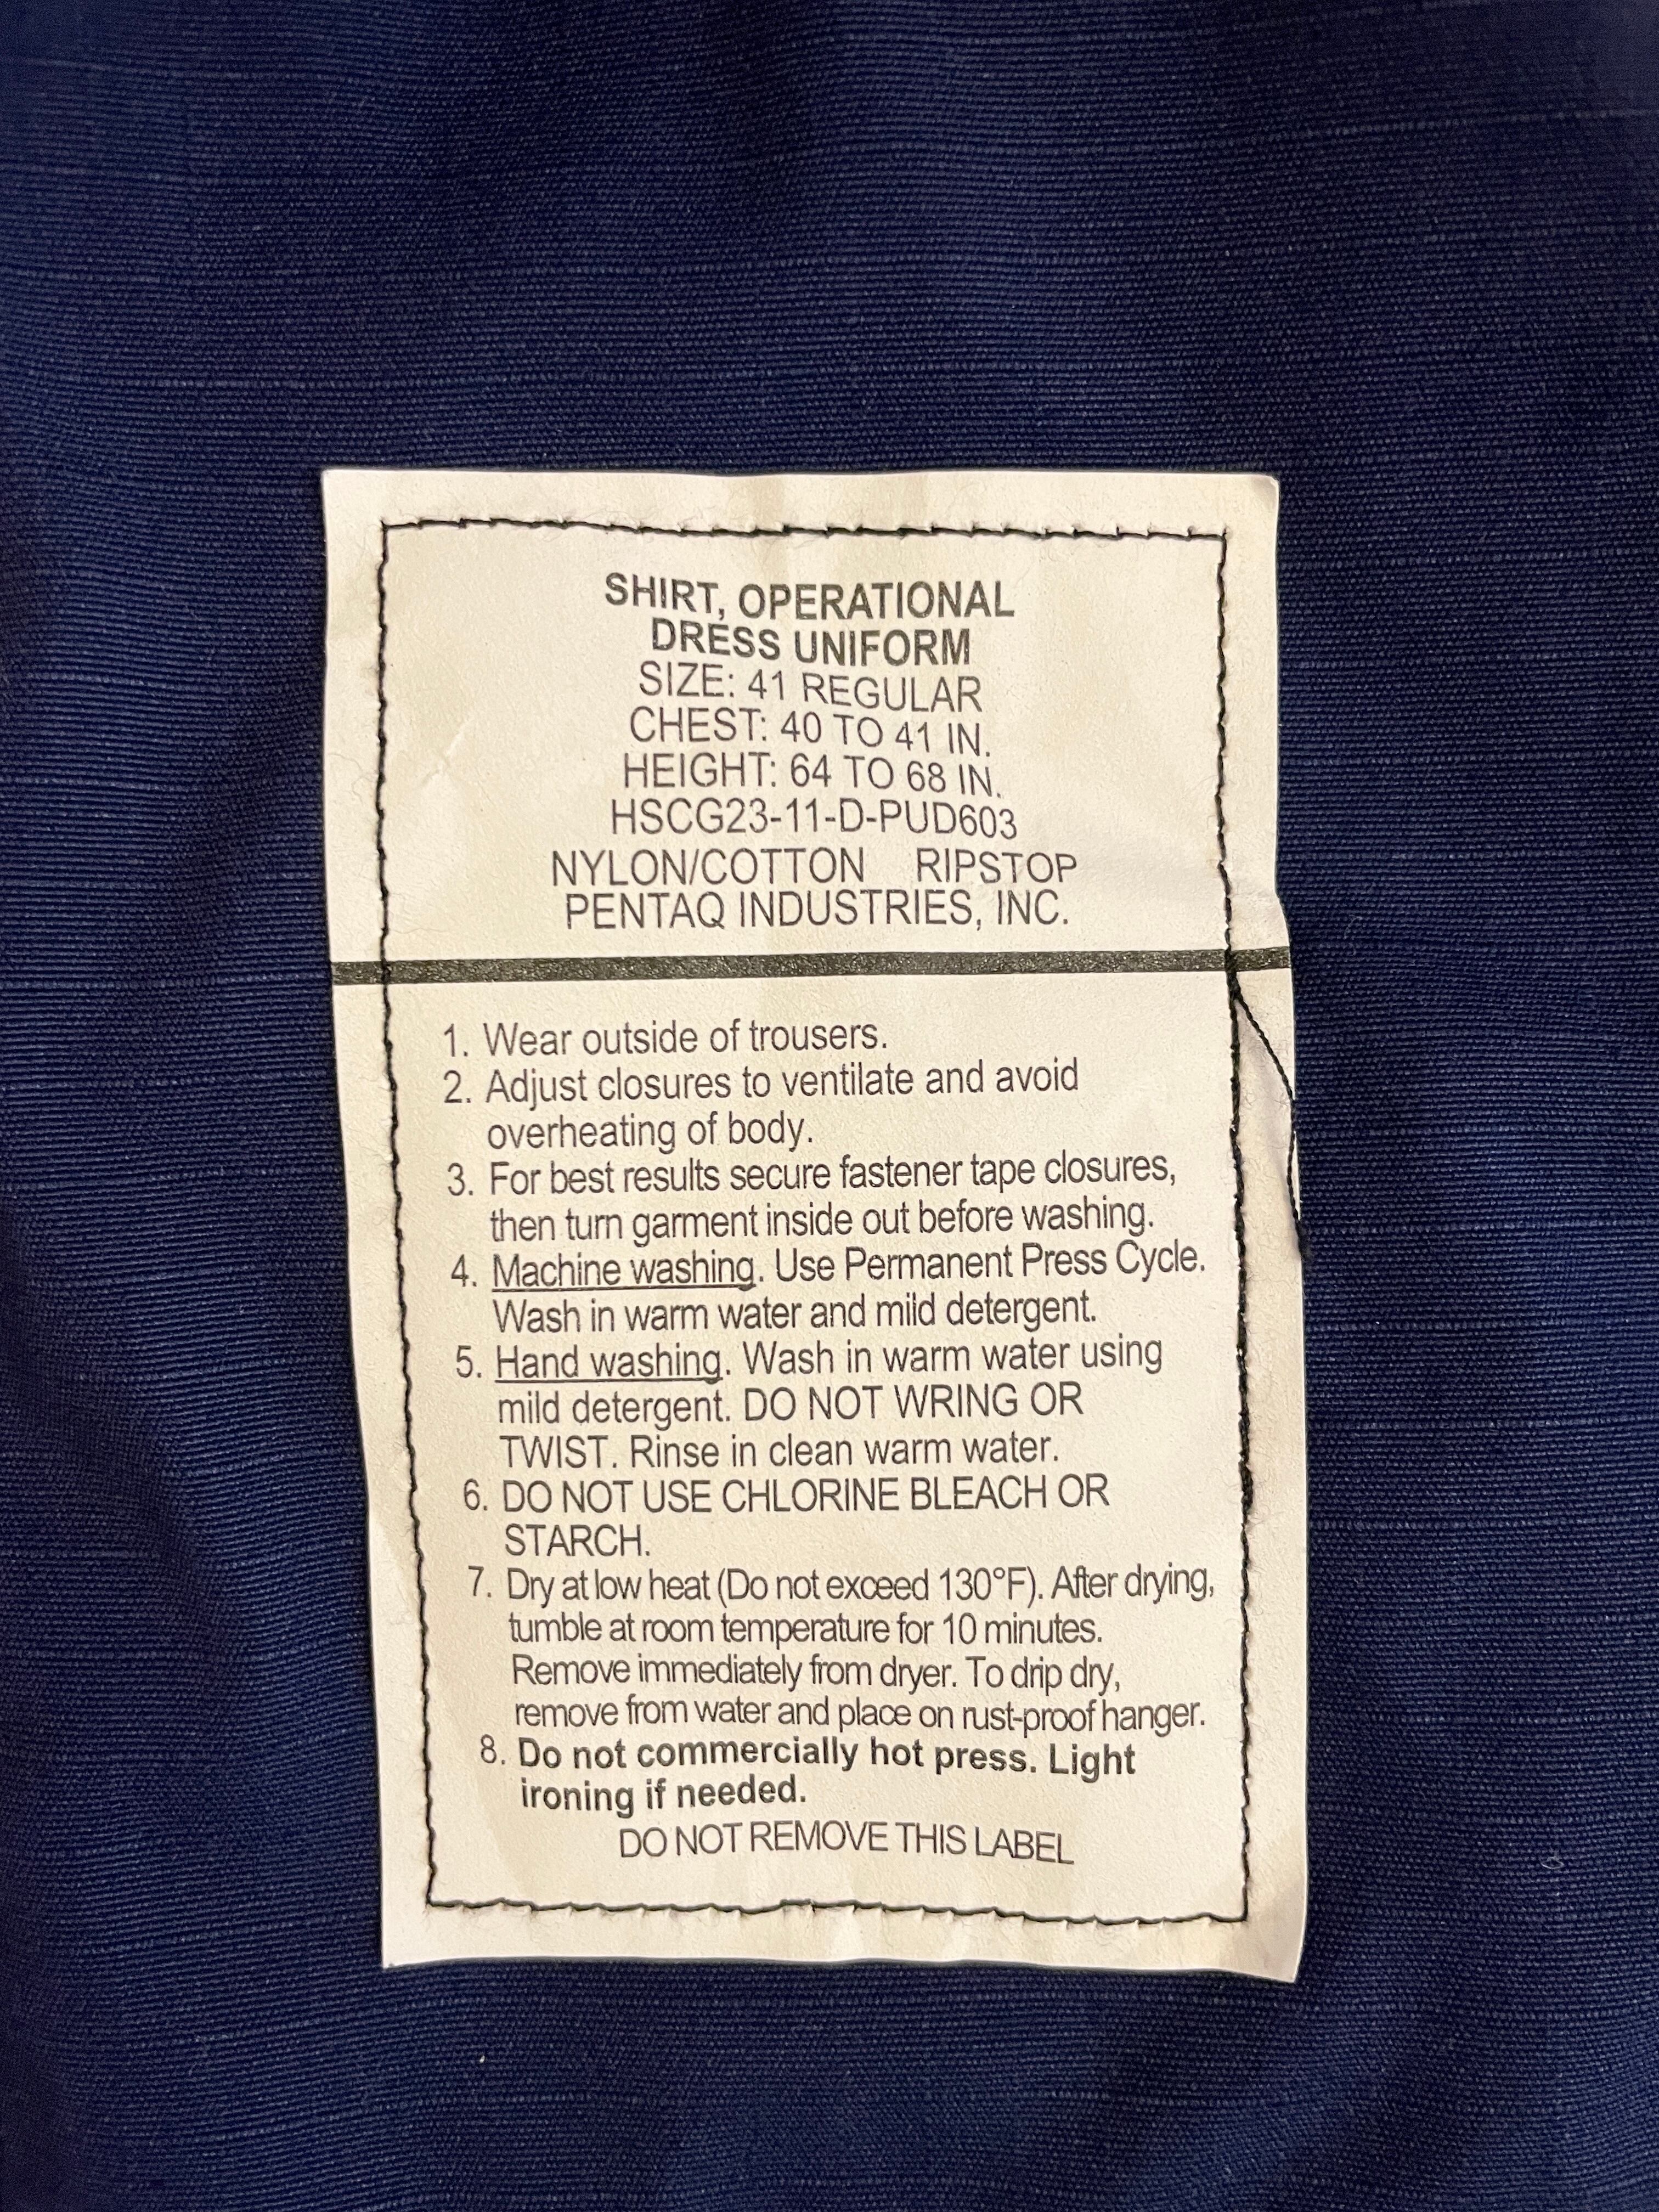 SHIRT, OPERATIONAL
DRESS UNIFORM
SIZE: 41 REGULAR
CHEST: 40 TO 41 IN.
HEIGHT: 64 TO 68 IN.
HSCG23-11-D-PUD603
NYLON/COTTON RIPSTOP
PENTAQ INDUSTRIES, INC.
1. Wear outside of trousers.
2. Adjust closures to ventilate and avoid
overheating of body.
3. For best results secure fastener tape closures,
then turn garment inside out before washing.
4. Machine washing. Use Permanent Press Cycle.
Wash in warm water and mild detergent.
5. Hand washing. Wash in warm water using
mild detergent. DO NOT WRING OR
TWIST. Rinse in clean warm water.
6. DO NOT USE CHLORINE BLEACH OR
STARCH.
7. Dry at low heat (Do not exceed 130°F). After drying,
tumble at room temperature for 10 minutes.
Remove immediately from dryer. To drip dry,
remove from water and place on rust-proof hanger.
8. Do not commercially hot press. Light
ironing if needed.
DO NOT REMOVE THIS LABEL